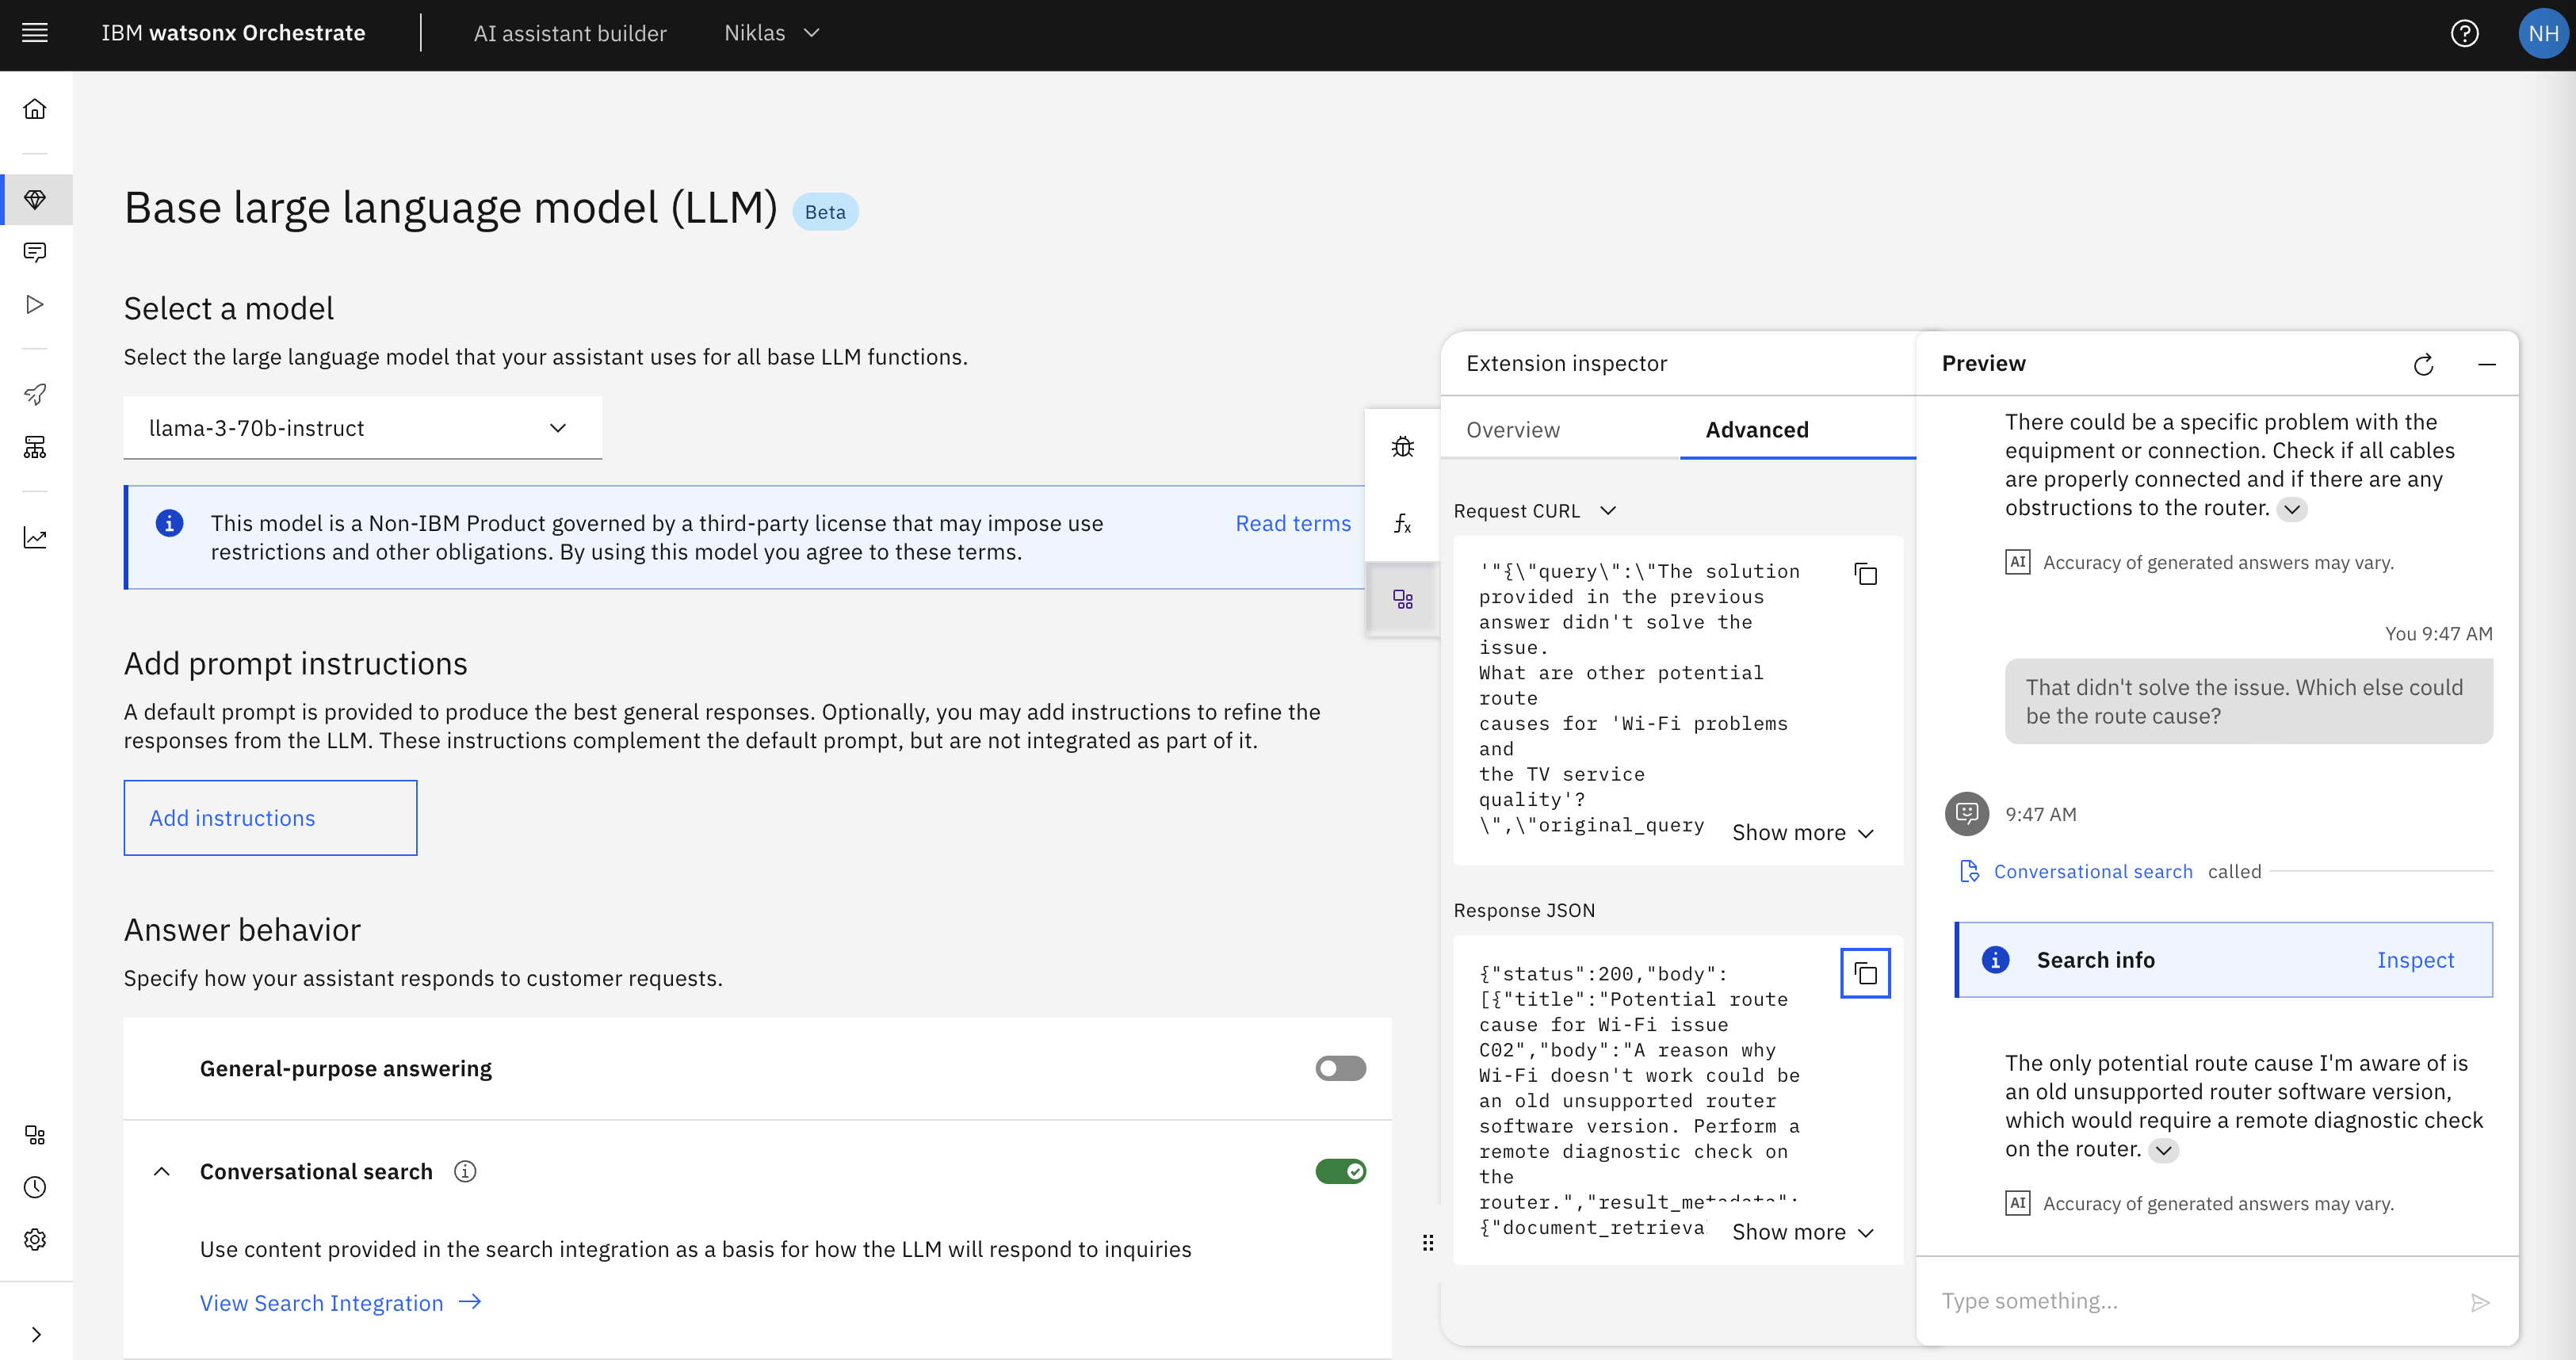 IBM watsonx Orchestrate
AI assistant builder
Niklas
NH
Base large language model (LLM)
Beta
Select a model
Select the large language model that your assistant uses for all base LLM functions.
llama-3-70b-instruct
This model is a Non-IBM Product governed by a third-party license that may impose use
restrictions and other obligations. By using this model you agree to these terms.
Read terms
Add prompt instructions
A default prompt is provided to produce the best general responses. Optionally, you may add instructions to refine the
responses from the LLM. These instructions complement the default prompt, but are not integrated as part of it.
Add instructions
Answer behavior
Specify how your assistant responds to customer requests.
General-purpose answering
Conversational search
Use content provided in the search integration as a basis for how the LLM will respond to inquiries
View Search Integration
Extension inspector
Overview
Advanced
Request CURL
'"{\"query\":\"The solution
provided in the previous
answer didn't solve the
issue.
What are other potential
route
causes for 'Wi-Fi problems
and
the TV service
quality'?
\",\"original_query
Show more
Response JSON
{"status":200,"body":
[{"title":"Potential route
cause for Wi-Fi issue
C02","body":"A reason why
Wi-Fi doesn't work could be
an old unsupported router
software version. Perform a
remote diagnostic check on
the
router.","result_metadata":
{"document_retrieva
Show more
Preview
There could be a specific problem with the
equipment or connection. Check if all cables
are properly connected and if there are any
obstructions to the router.
AI Accuracy of generated answers may vary.
You 9:47 AM
That didn't solve the issue. Which else could
be the route cause?
9:47 AM
Conversational search called
Search info
Inspect
The only potential route cause I'm aware of is
an old unsupported router software version,
which would require a remote diagnostic check
on the router.
AI Accuracy of generated answers may vary.
Type something...